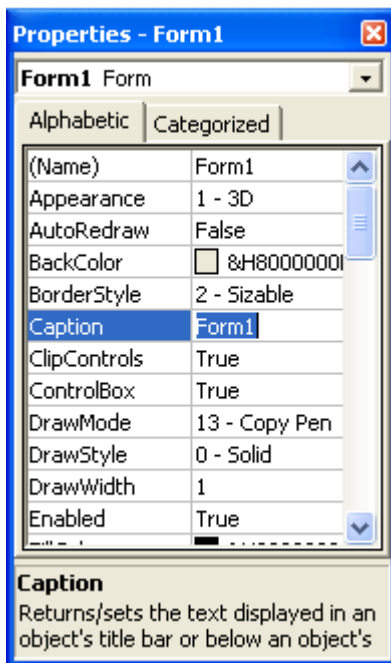 Properties - Form1
Form1 Form
Alphabetic Categorized
(Name) Form1
Appearance 1 - 3D
AutoRedraw False
BackColor &H8000000
BorderStyle 2 - Sizable
Caption Form1
ClipControls True
ControlBox True
DrawMode 13 - Copy Pen
DrawStyle 0 - Solid
DrawWidth 1
Enabled True
Caption
Returns/sets the text displayed in an
object's title bar or below an object's